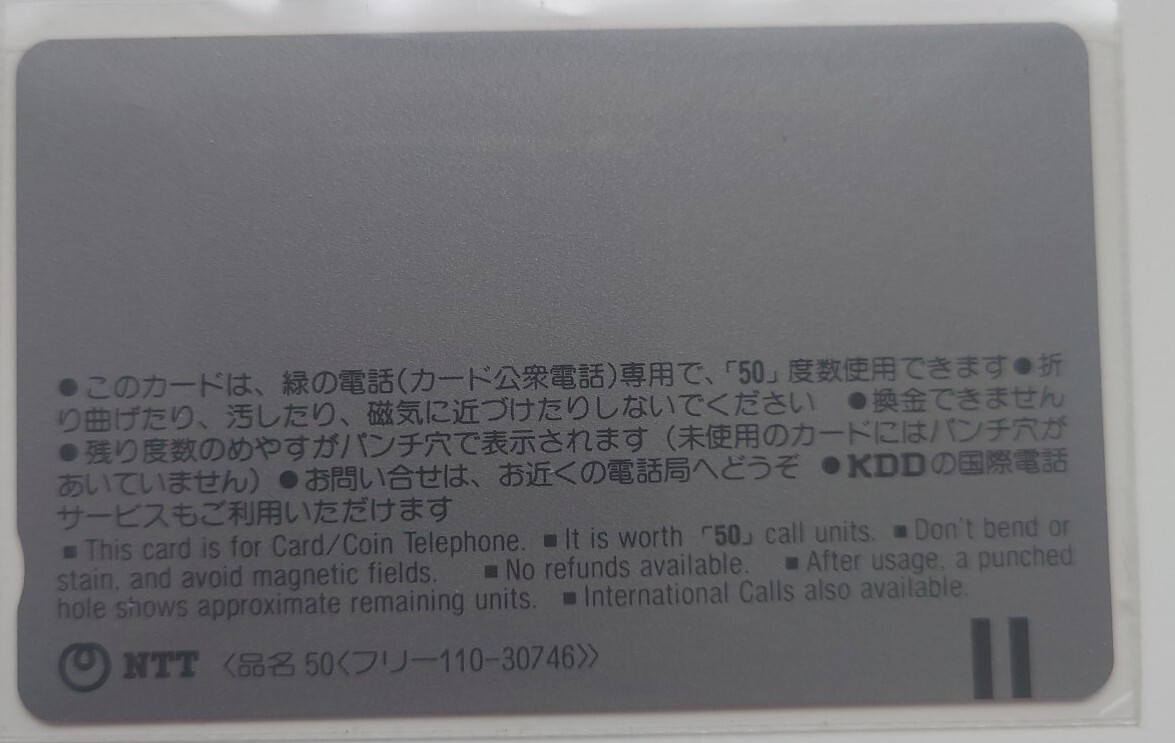 ●このカードは、緑の電話(カード公衆電話)専用で、「50」度数使用できます●折
り曲げたり、汚したり、磁気に近づけたりしないでください ●換金できません
●残り度数のめやすがパンチ穴で表示されます(未使用のカードにはパンチ穴が
あいていません)●お問い合せは、お近くの電話局へどうぞ ●KDDの国際電話
サービスもご利用いただけます
■This card is for Card/Coin Telephone. ■It is worth 「50」 call units. ■Don't bend or
stain, and avoid magnetic fields. ■No refunds available. ■After usage, a punched
hole shows approximate remaining units. ■International Calls also available.
NTT 〈品名 50〈フリー110-30746〉〉